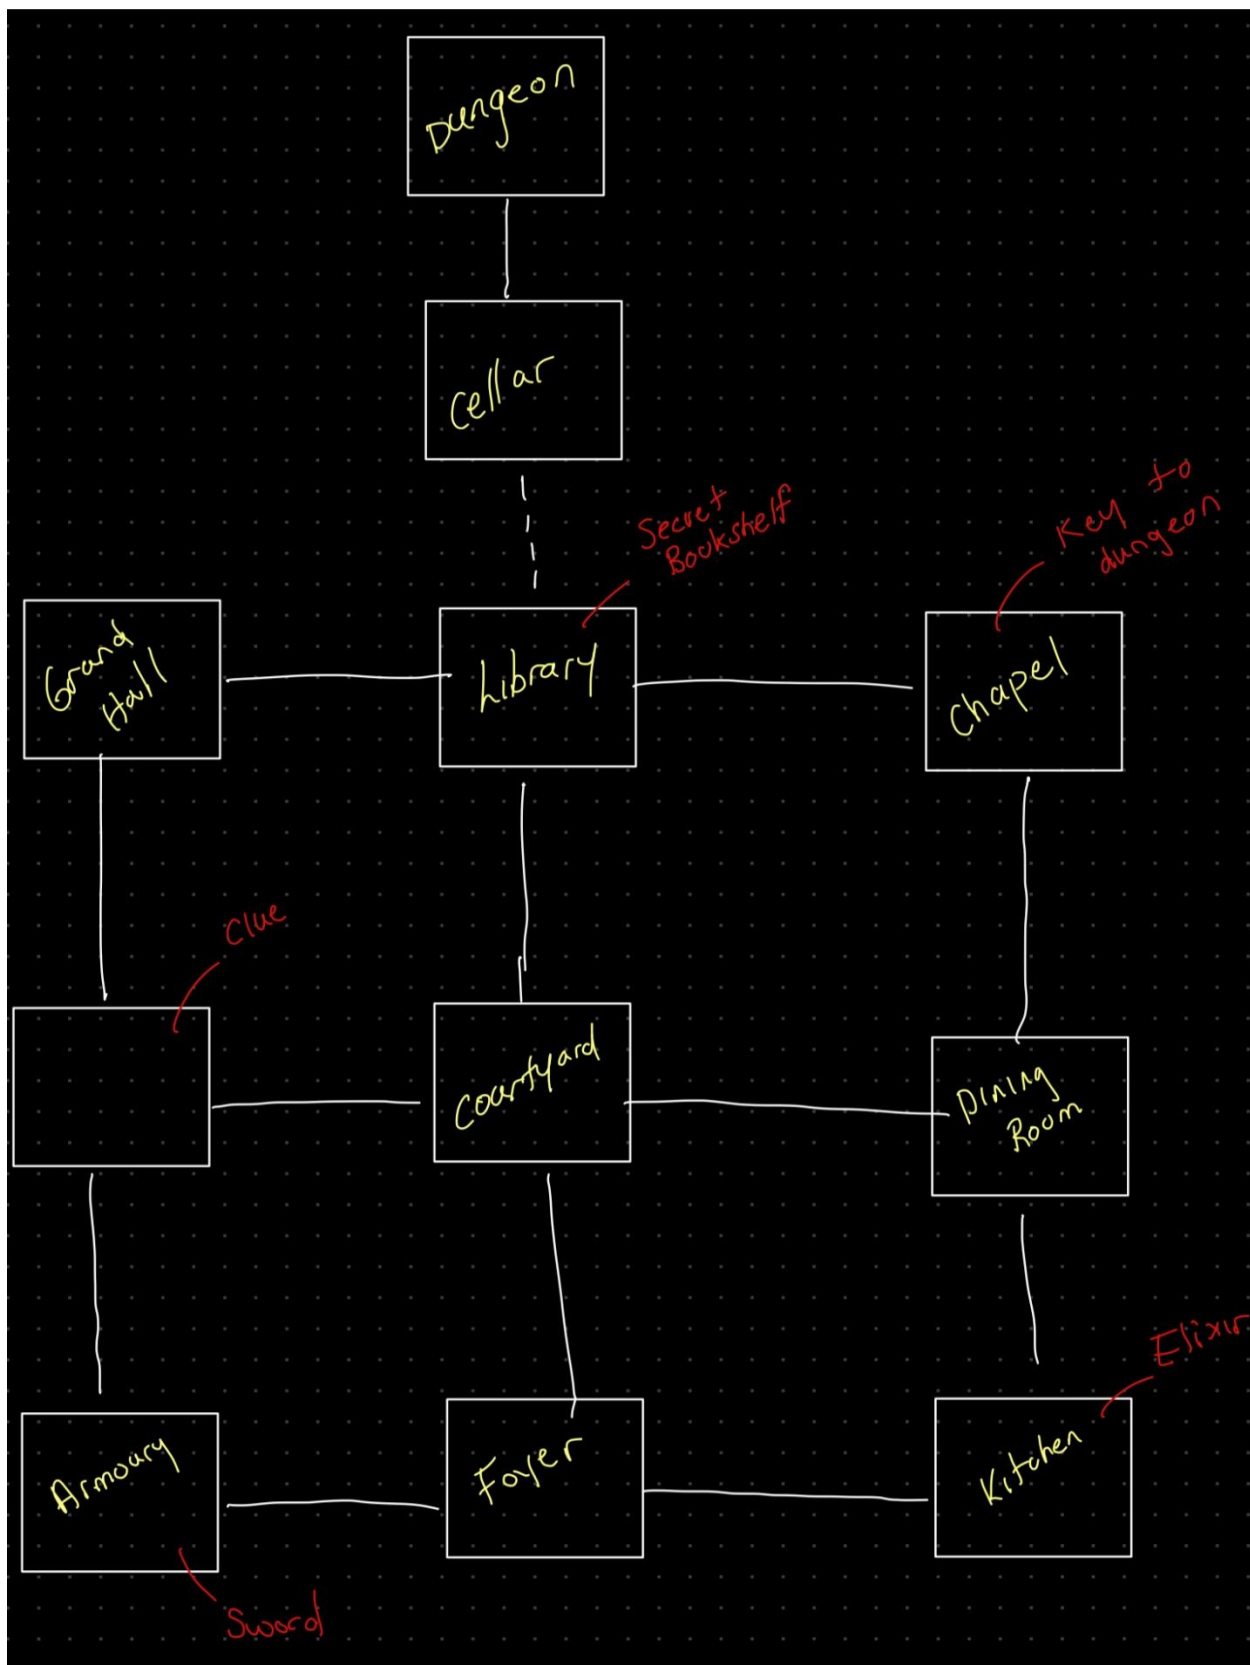 Dungeon
Cellar
Secret
Bookshelf
Key to
dungeon
Grand
Hall
Library
Chapel
Clue
Courtyard
Dining
Room
Elixir
Armoury
Foyer
Kitchen
Sword